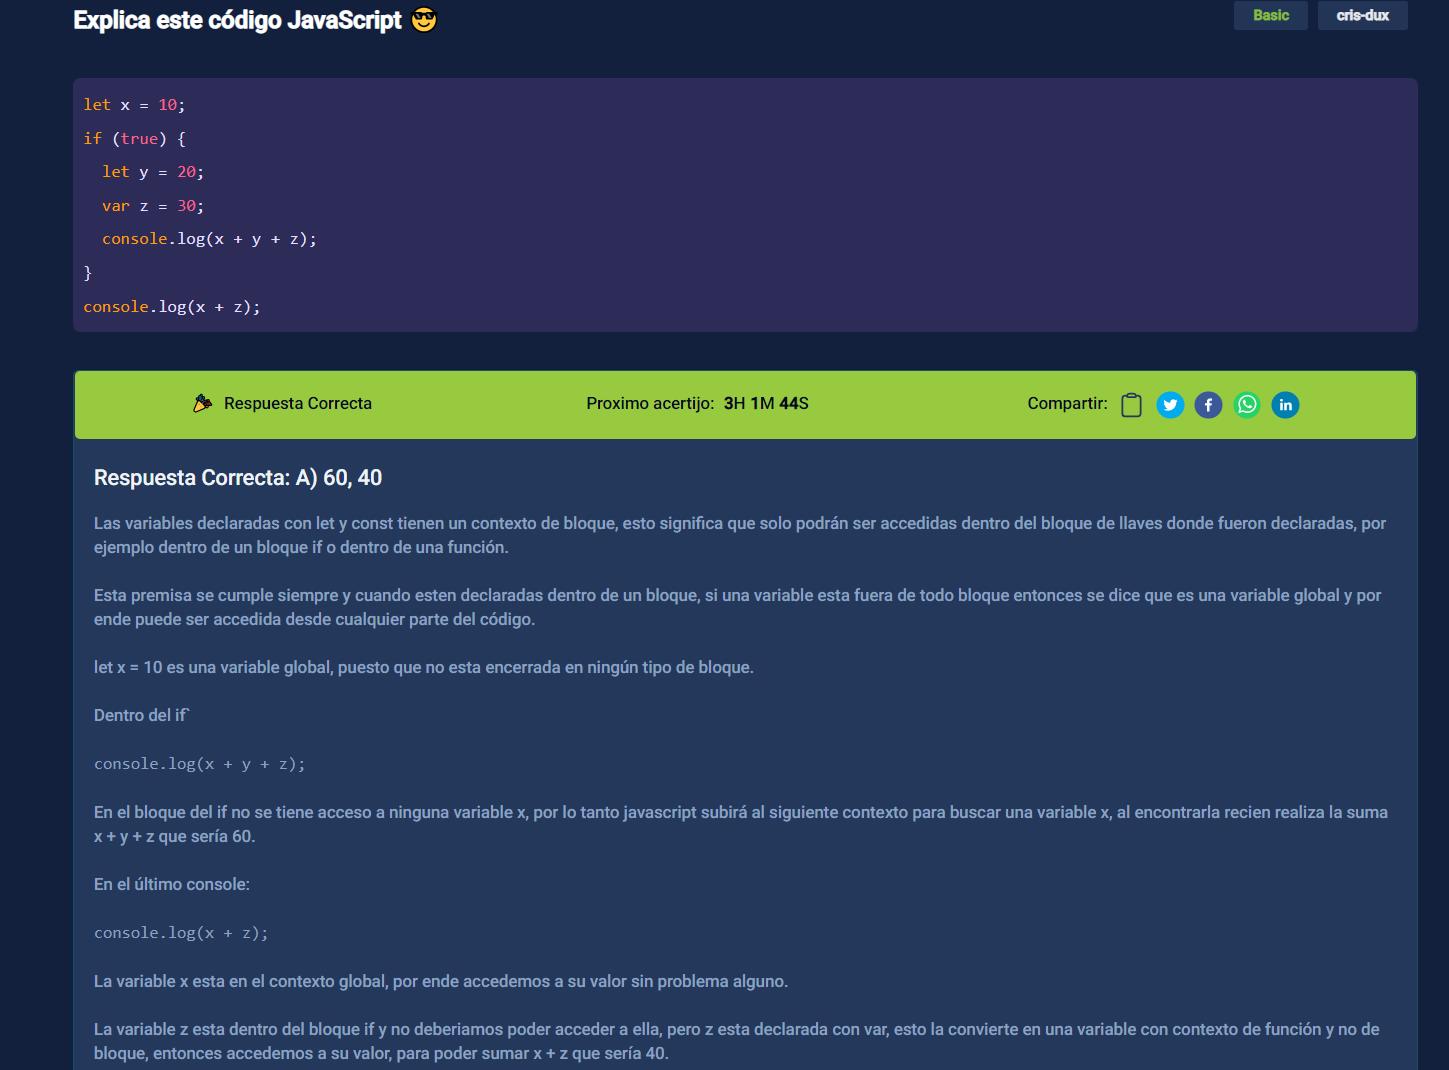 Explica este código JavaScript 😎
Basic
cris-dux
let x = 10;
if (true) {
  let y = 20;
  var z = 30;
  console.log(x + y + z);
}
console.log(x + z);
Respuesta Correcta
Proximo acertijo: 3H 1M 44S
Compartir:
Respuesta Correcta: A) 60, 40
Las variables declaradas con let y const tienen un contexto de bloque, esto significa que solo podrán ser accedidas dentro del bloque de llaves donde fueron declaradas, por
ejemplo dentro de un bloque if o dentro de una función.
Esta premisa se cumple siempre y cuando esten declaradas dentro de un bloque, si una variable esta fuera de todo bloque entonces se dice que es una variable global y por
ende puede ser accedida desde cualquier parte del código.
let x = 10 es una variable global, puesto que no esta encerrada en ningún tipo de bloque.
Dentro del if`
console.log(x + y + z);
En el bloque del if no se tiene acceso a ninguna variable x, por lo tanto javascript subirá al siguiente contexto para buscar una variable x, al encontrarla recien realiza la suma
x + y + z que sería 60.
En el último console:
console.log(x + z);
La variable x esta en el contexto global, por ende accedemos a su valor sin problema alguno.
La variable z esta dentro del bloque if y no deberiamos poder acceder a ella, pero z esta declarada con var, esto la convierte en una variable con contexto de función y no de
bloque, entonces accedemos a su valor, para poder sumar x + z que sería 40.